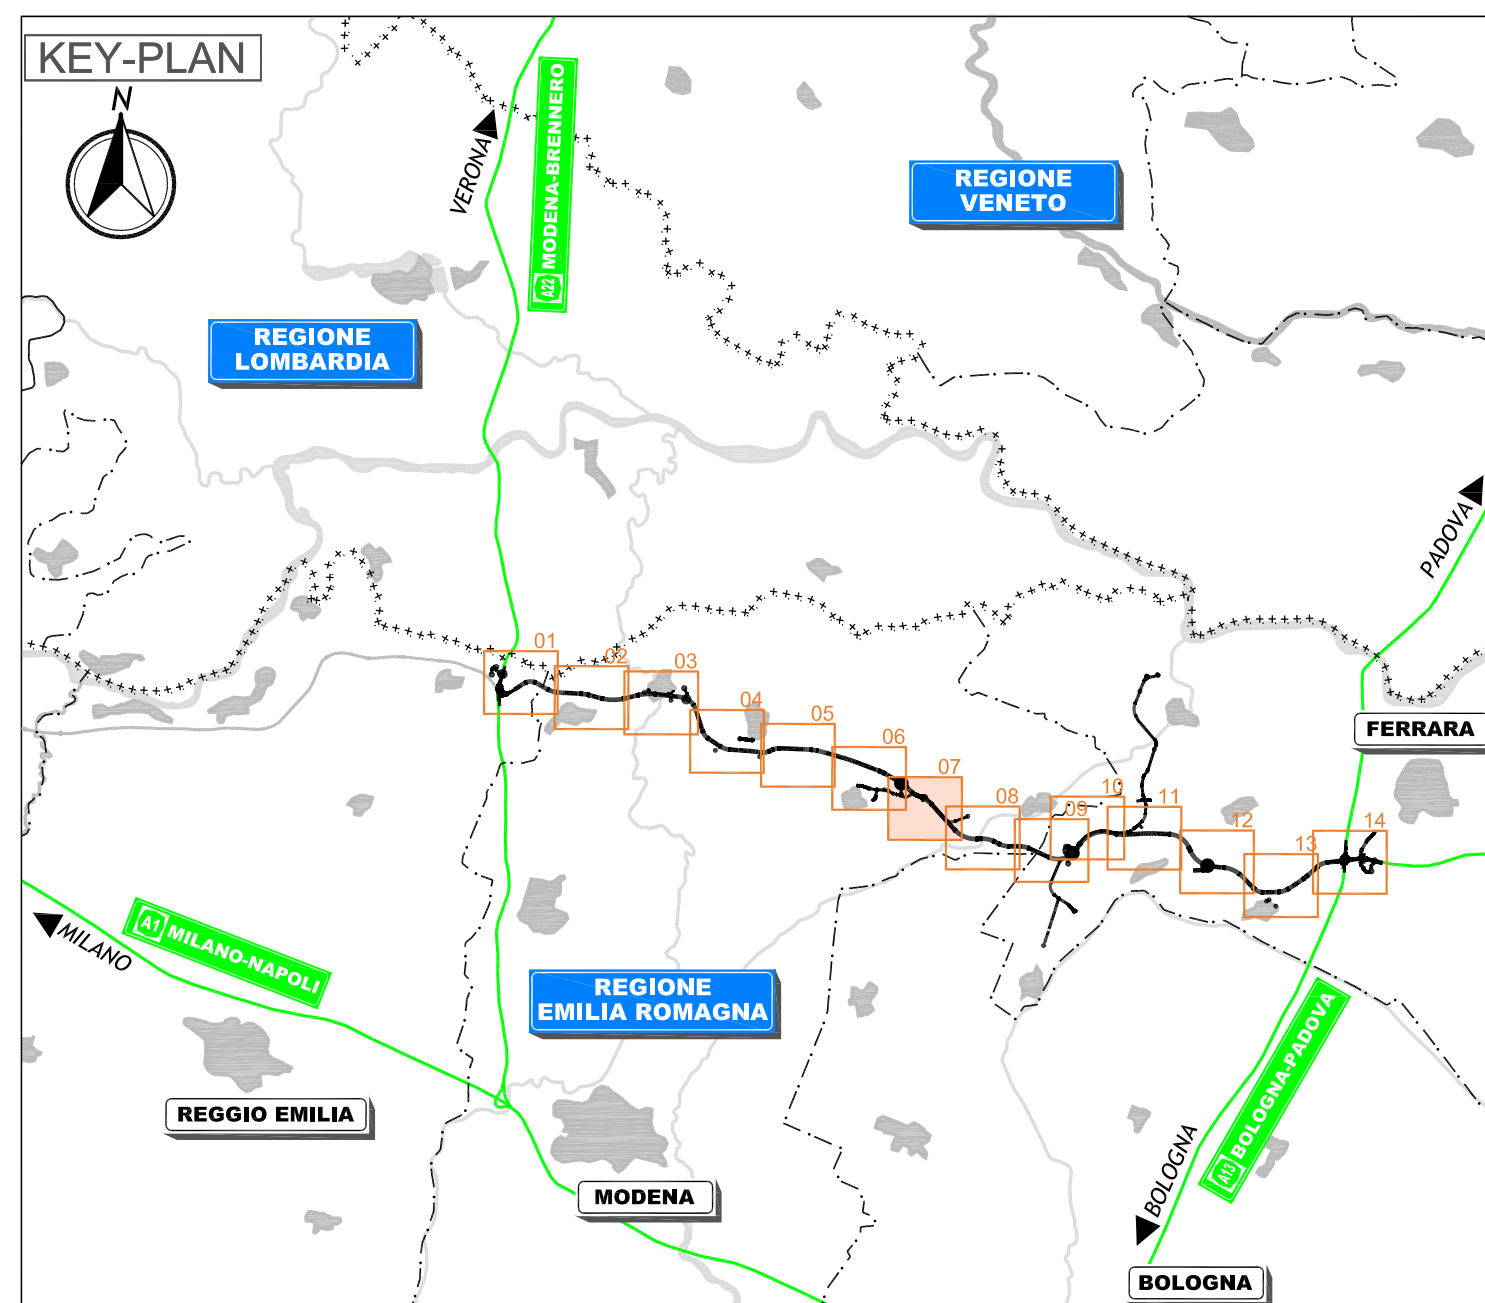 KEY-PLAN
N
VERONA
A22 MODENA-BRENNERO
REGIONE
VENETO
REGIONE
LOMBARDIA
PADOVA
01
02
03
04
05
06
07
08
09
10
11
12
13
14
FERRARA
MILANO
A1 MILANO-NAPOLI
REGIONE
EMILIA ROMAGNA
REGGIO EMILIA
MODENA
A13 BOLOGNA-PADOVA
BOLOGNA
BOLOGNA